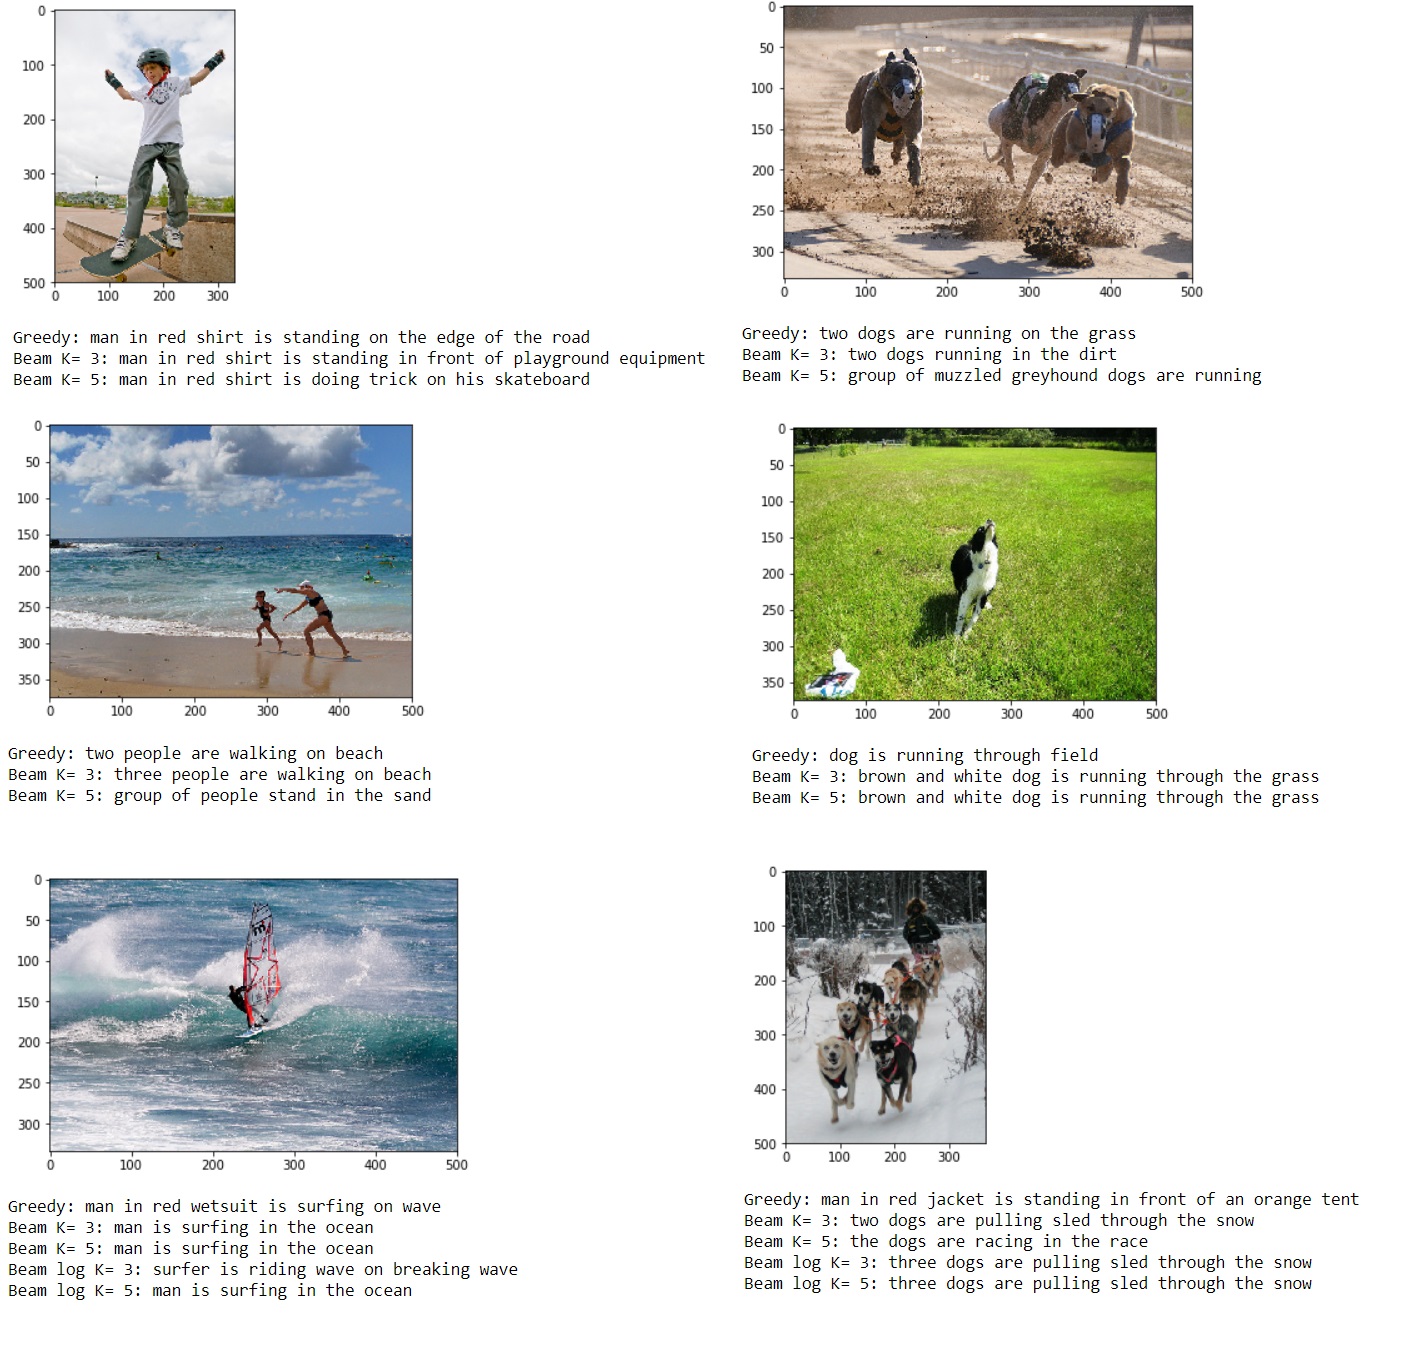 0
100
200
300
400
500
0 100 200 300
Greedy: man in red shirt is standing on the edge of the road
Beam K= 3: man in red shirt is standing in front of playground equipment
Beam K= 5: man in red shirt is doing trick on his skateboard
0
50
100
150
200
250
300
0 100 200 300 400 500
Greedy: two dogs are running on the grass
Beam K= 3: two dogs running in the dirt
Beam K= 5: group of muzzled greyhound dogs are running
0
50
100
150
200
250
300
350
0 100 200 300 400 500
Greedy: two people are walking on beach
Beam K= 3: three people are walking on beach
Beam K= 5: group of people stand in the sand
0
50
100
150
200
250
300
350
0 100 200 300 400 500
Greedy: dog is running through field
Beam K= 3: brown and white dog is running through the grass
Beam K= 5: brown and white dog is running through the grass
0
50
100
150
200
250
300
0 100 200 300 400 500
Greedy: man in red wetsuit is surfing on wave
Beam K= 3: man is surfing in the ocean
Beam K= 5: man is surfing in the ocean
Beam log K= 3: surfer is riding wave on breaking wave
Beam log K= 5: man is surfing in the ocean
0
100
200
300
400
500
0 100 200 300
Greedy: man in red jacket is standing in front of an orange tent
Beam K= 3: two dogs are pulling sled through the snow
Beam K= 5: the dogs are racing in the race
Beam log K= 3: three dogs are pulling sled through the snow
Beam log K= 5: three dogs are pulling sled through the snow